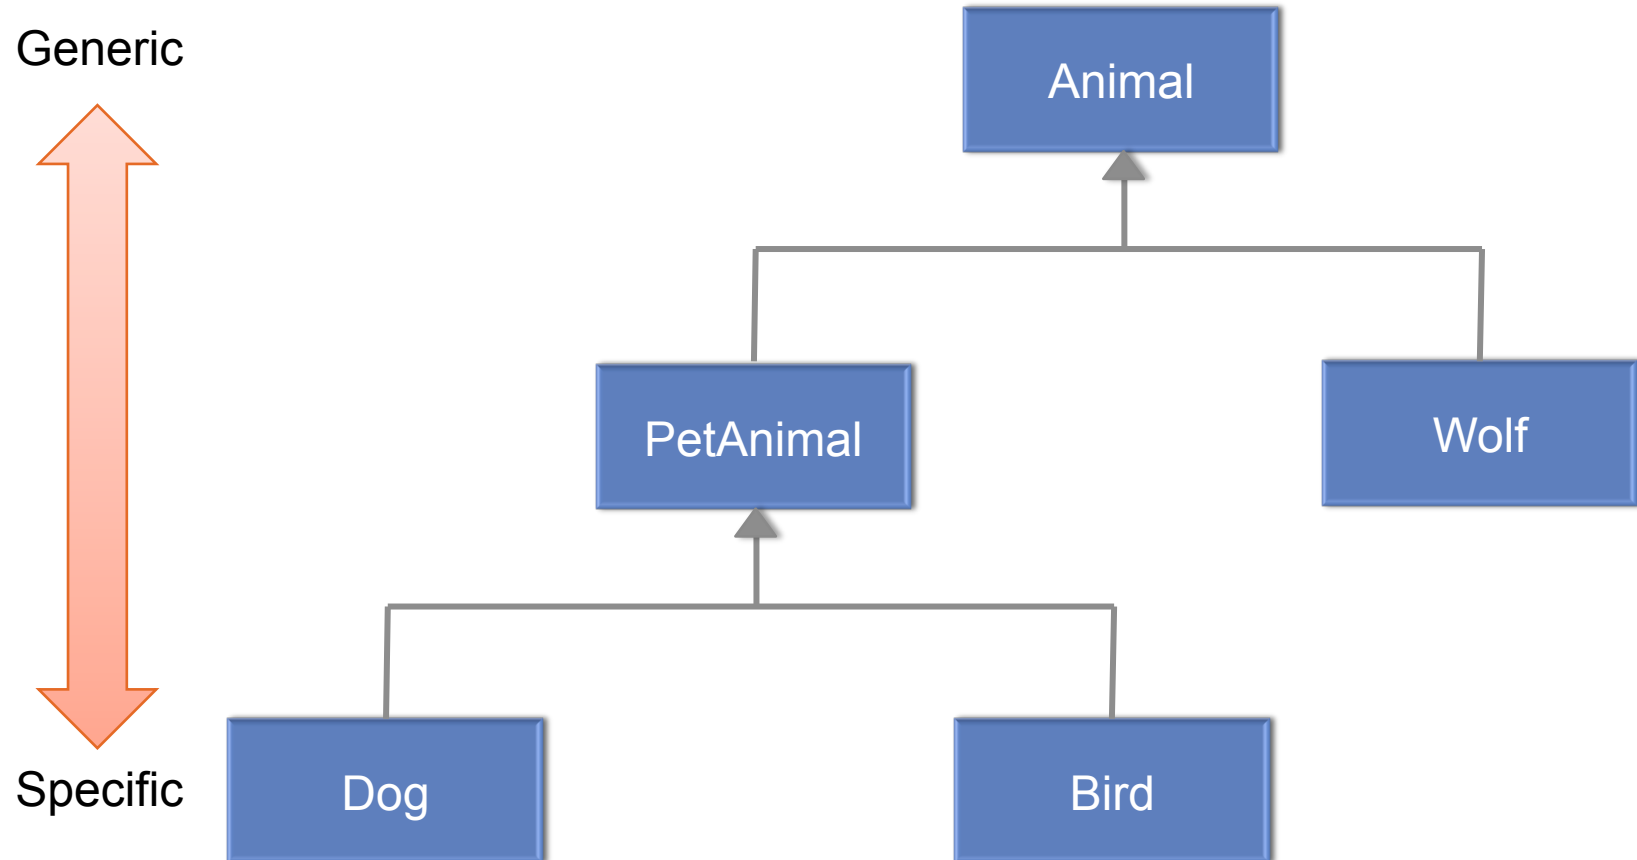 Generic
Animal
PetAnimal
Wolf
Specific
Dog
Bird